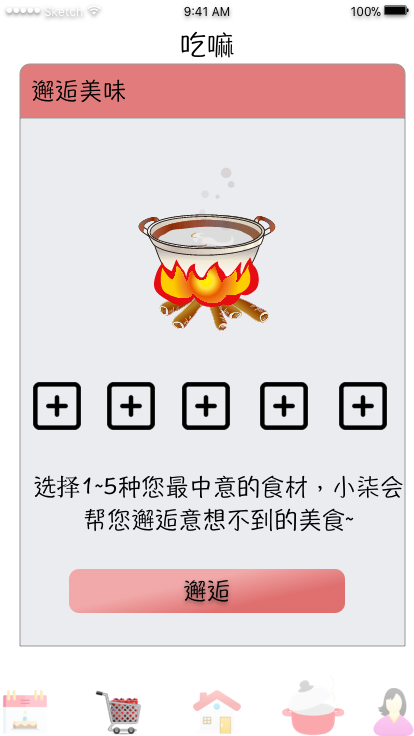 Sketch 9:41 AM 100%
吃嘛
邂逅美味
选择1~5种您最中意的食材，小柒会
帮您邂逅意想不到的美食~
邂逅